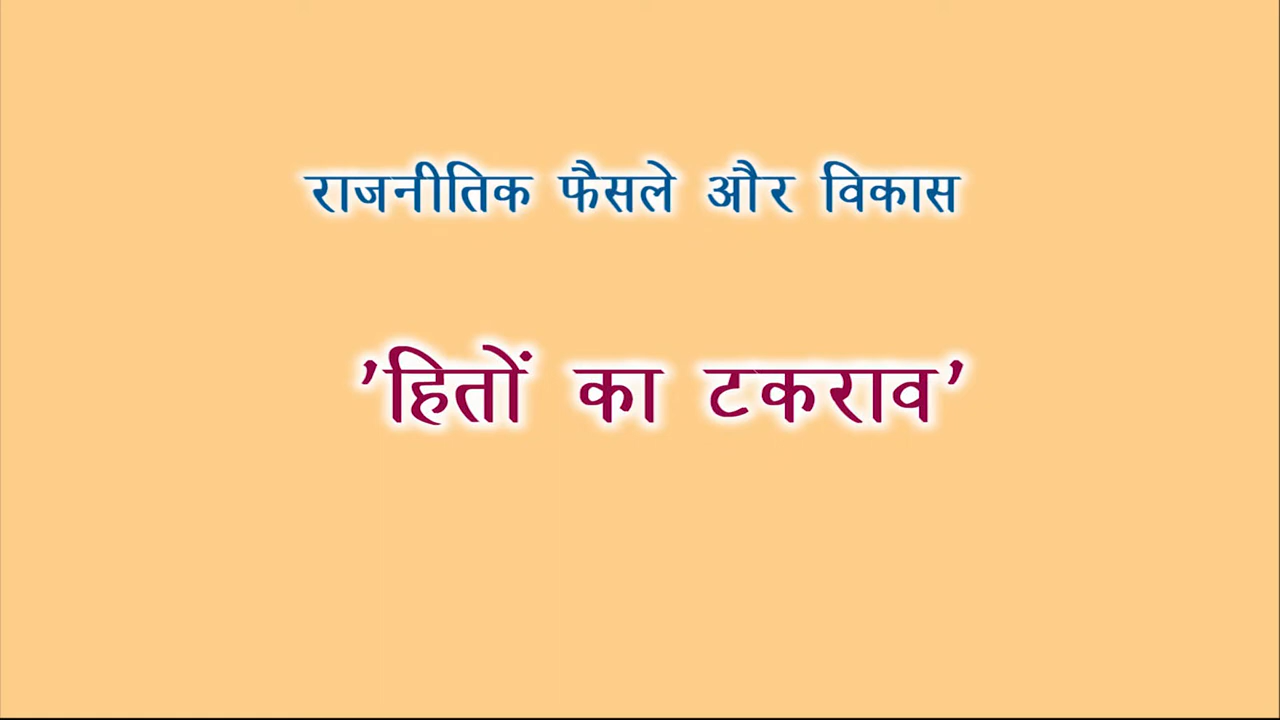 राजनीतिक फैसले और विकास
’हितों का टकराव’